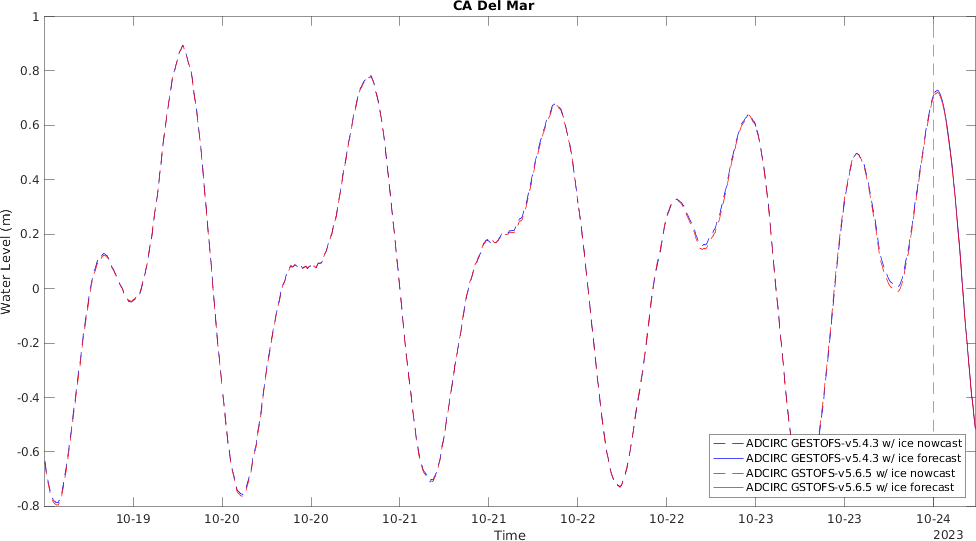 CA Del Mar
Water Level (m)
1
0.8
0.6
0.4
0.2
0
-0.2
-0.4
-0.6
-0.8
ADCIRC GESTOFS-v5.4.3 w/ ice nowcast
ADCIRC GESTOFS-v5.4.3 w/ ice forecast
ADCIRC GSTOFS-v5.6.5 w/ ice nowcast
ADCIRC GSTOFS-v5.6.5 w/ ice forecast
10-19 10-20 10-20 10-21 10-21 10-22 10-22 10-23 10-23 10-24
Time
2023